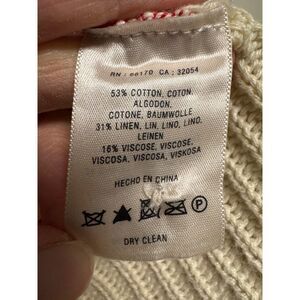 RN : 66170 CA : 32054
53% COTTON, COTON,
ALGODON,
COTONE, BAUMWOLLE
31% LINEN, LIN, LINO, LINO,
LEINEN
16% VISCOSE, VISCOSE,
VISCOSA, VISCOSA, VISKOSA
HECHO EN CHINA
P
DRY CLEAN